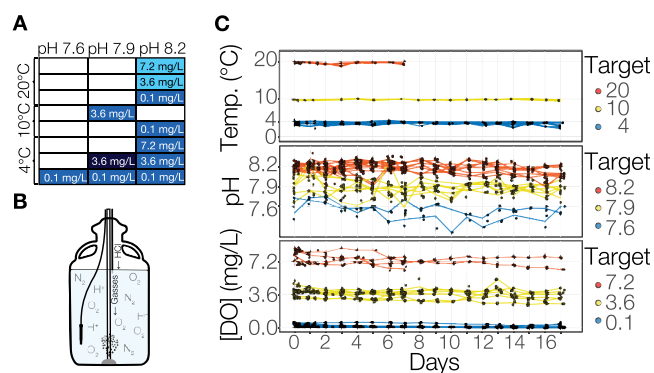 A
pH 7.6 pH 7.9 pH 8.2
20°C
7.2 mg/L
3.6 mg/L
0.1 mg/L
10°C
3.6 mg/L
0.1 mg/L
4°C
7.2 mg/L
3.6 mg/L 3.6 mg/L
0.1 mg/L 0.1 mg/L 0.1 mg/L
B
HCl
Gasses
N₂ O₂
H⁺ N₂
O₂
H⁺ O₂
O₂ N₂
C
Temp. (°C)
20
10
4
Target
20
10
4
pH
8.2
7.9
7.6
Target
8.2
7.9
7.6
[DO] (mg/L)
7.2
3.6
0.0
Target
7.2
3.6
0.1
0 2 4 6 8 10 12 14 16
Days